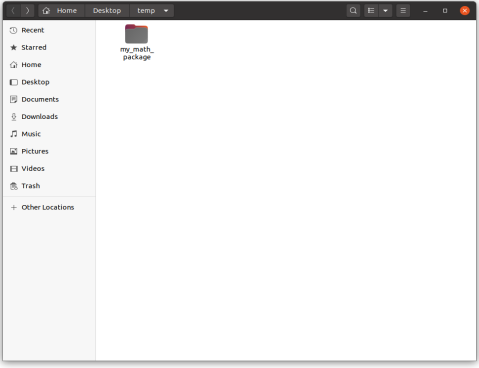 Home Desktop temp
Recent
Starred
Home
Desktop
Documents
Downloads
Music
Pictures
Videos
Trash
Other Locations
my_math_
package